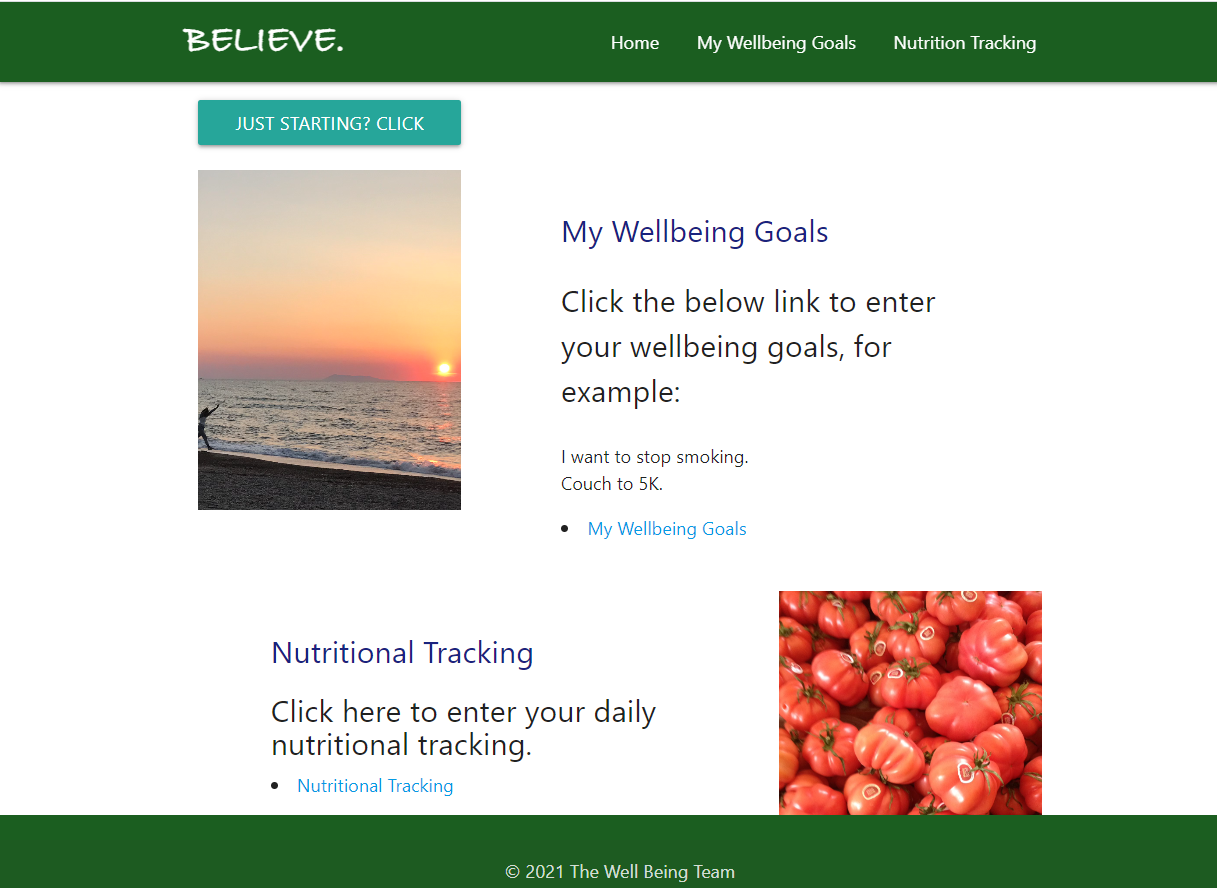 BELIEVE.
Home
My Wellbeing Goals
Nutrition Tracking
JUST STARTING? CLICK
My Wellbeing Goals
Click the below link to enter
your wellbeing goals, for
example:
I want to stop smoking.
Couch to 5K.
My Wellbeing Goals
Nutritional Tracking
Click here to enter your daily
nutritional tracking.
Nutritional Tracking
© 2021 The Well Being Team